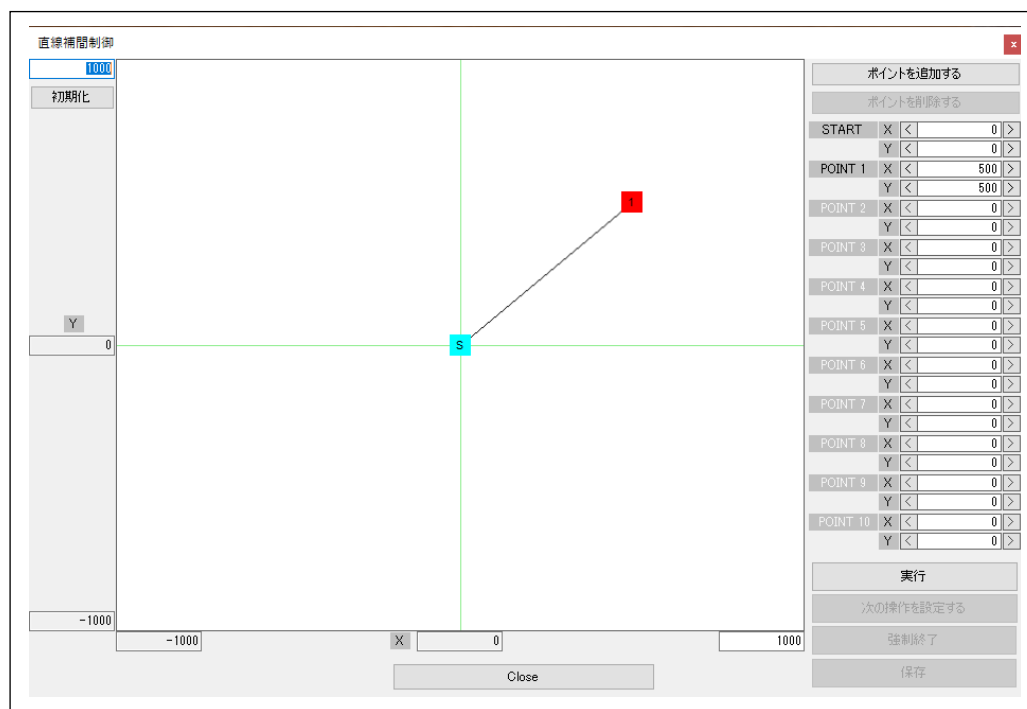 直線補間制御
x
1000
初期化
Y
0
-1000
-1000
X
0
1000
S
1
Close
ポイントを追加する
ポイントを削除する
START X < 0 >
Y < 0 >
POINT 1 X < 500 >
Y < 500 >
POINT 2 X < 0 >
Y < 0 >
POINT 3 X < 0 >
Y < 0 >
POINT 4 X < 0 >
Y < 0 >
POINT 5 X < 0 >
Y < 0 >
POINT 6 X < 0 >
Y < 0 >
POINT 7 X < 0 >
Y < 0 >
POINT 8 X < 0 >
Y < 0 >
POINT 9 X < 0 >
Y < 0 >
POINT 10 X < 0 >
Y < 0 >
実行
次の操作を設定する
強制終了
保存